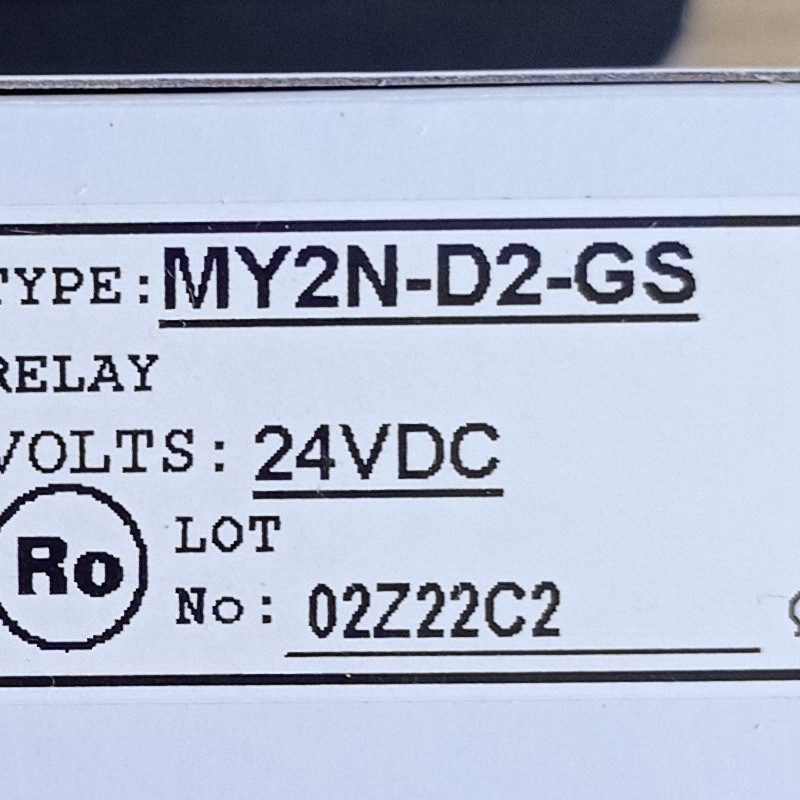 TYPE: MY2N-D2-GS
RELAY
VOLTS: 24VDC
Ro
LOT
No: 02Z22C2